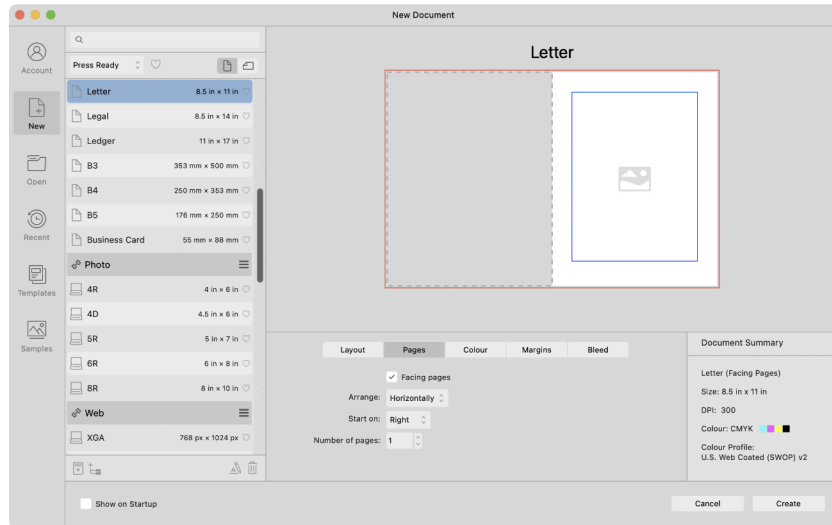 New Document
Account
New
Open
Recent
Templates
Samples
Press Ready
Letter 8.5 in × 11 in
Legal 8.5 in × 14 in
Ledger 11 in × 17 in
B3 353 mm × 500 mm
B4 250 mm × 353 mm
B5 176 mm × 250 mm
Business Card 55 mm × 88 mm
Photo
4R 4 in × 6 in
4D 4.5 in × 6 in
5R 5 in × 7 in
6R 6 in × 8 in
8R 8 in × 10 in
Web
XGA 768 px × 1024 px
Show on Startup
Letter
Layout Pages Colour Margins Bleed
Facing pages
Arrange: Horizontally
Start on: Right
Number of pages: 1
Document Summary
Letter (Facing Pages)
Size: 8.5 in x 11 in
DPI: 300
Colour: CMYK
Colour Profile:
U.S. Web Coated (SWOP) v2
Cancel Create